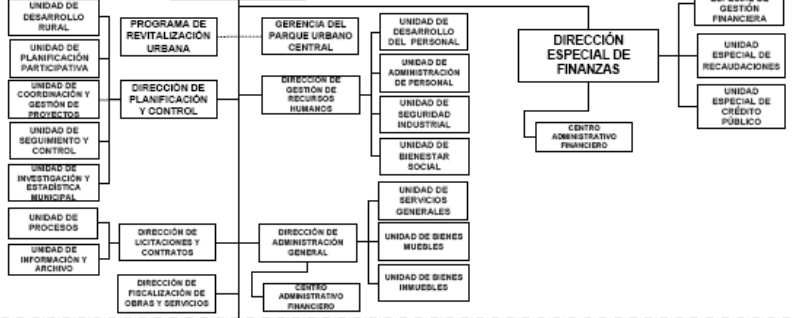 UNIDAD DE
DESARROLLO
RURAL
UNIDAD DE
PLANIFICACIÓN
PARTICIPATIVA
UNIDAD DE
COORDINACIÓN Y
GESTIÓN DE
PROYECTOS
UNIDAD DE
SEGUIMIENTO Y
CONTROL
UNIDAD DE
INVESTIGACIÓN Y
ESTADÍSTICA
MUNICIPAL
UNIDAD DE
PROCESOS
UNIDAD DE
INFORMACIÓN Y
ARCHIVO
PROGRAMA DE
REVITALIZACIÓN
URBANA
DIRECCIÓN DE
PLANIFICACIÓN
Y CONTROL
DIRECCIÓN DE
LICITACIONES Y
CONTRATOS
DIRECCIÓN DE
FISCALIZACIÓN DE
OBRAS Y SERVICIOS
GERENCIA DEL
PARQUE URBANO
CENTRAL
DIRECCIÓN DE
GESTIÓN DE
RECURSOS
HUMANOS
DIRECCIÓN DE
ADMINISTRACIÓN
GENERAL
CENTRO
ADMINISTRATIVO
FINANCIERO
UNIDAD DE
DESARROLLO
DEL PERSONAL
UNIDAD DE
ADMINISTRACIÓN
DE PERSONAL
UNIDAD DE
SEGURIDAD
INDUSTRIAL
UNIDAD DE
BIENESTAR
SOCIAL
UNIDAD DE
SERVICIOS
GENERALES
UNIDAD DE BIENES
MUEBLES
UNIDAD DE BIENES
INMUEBLES
DIRECCIÓN
ESPECIAL DE
FINANZAS
CENTRO
ADMINISTRATIVO
FINANCIERO
ESPECIAL DE
GESTIÓN
FINANCIERA
UNIDAD
ESPECIAL DE
RECAUDACIONES
UNIDAD
ESPECIAL DE
CRÉDITO
PÚBLICO